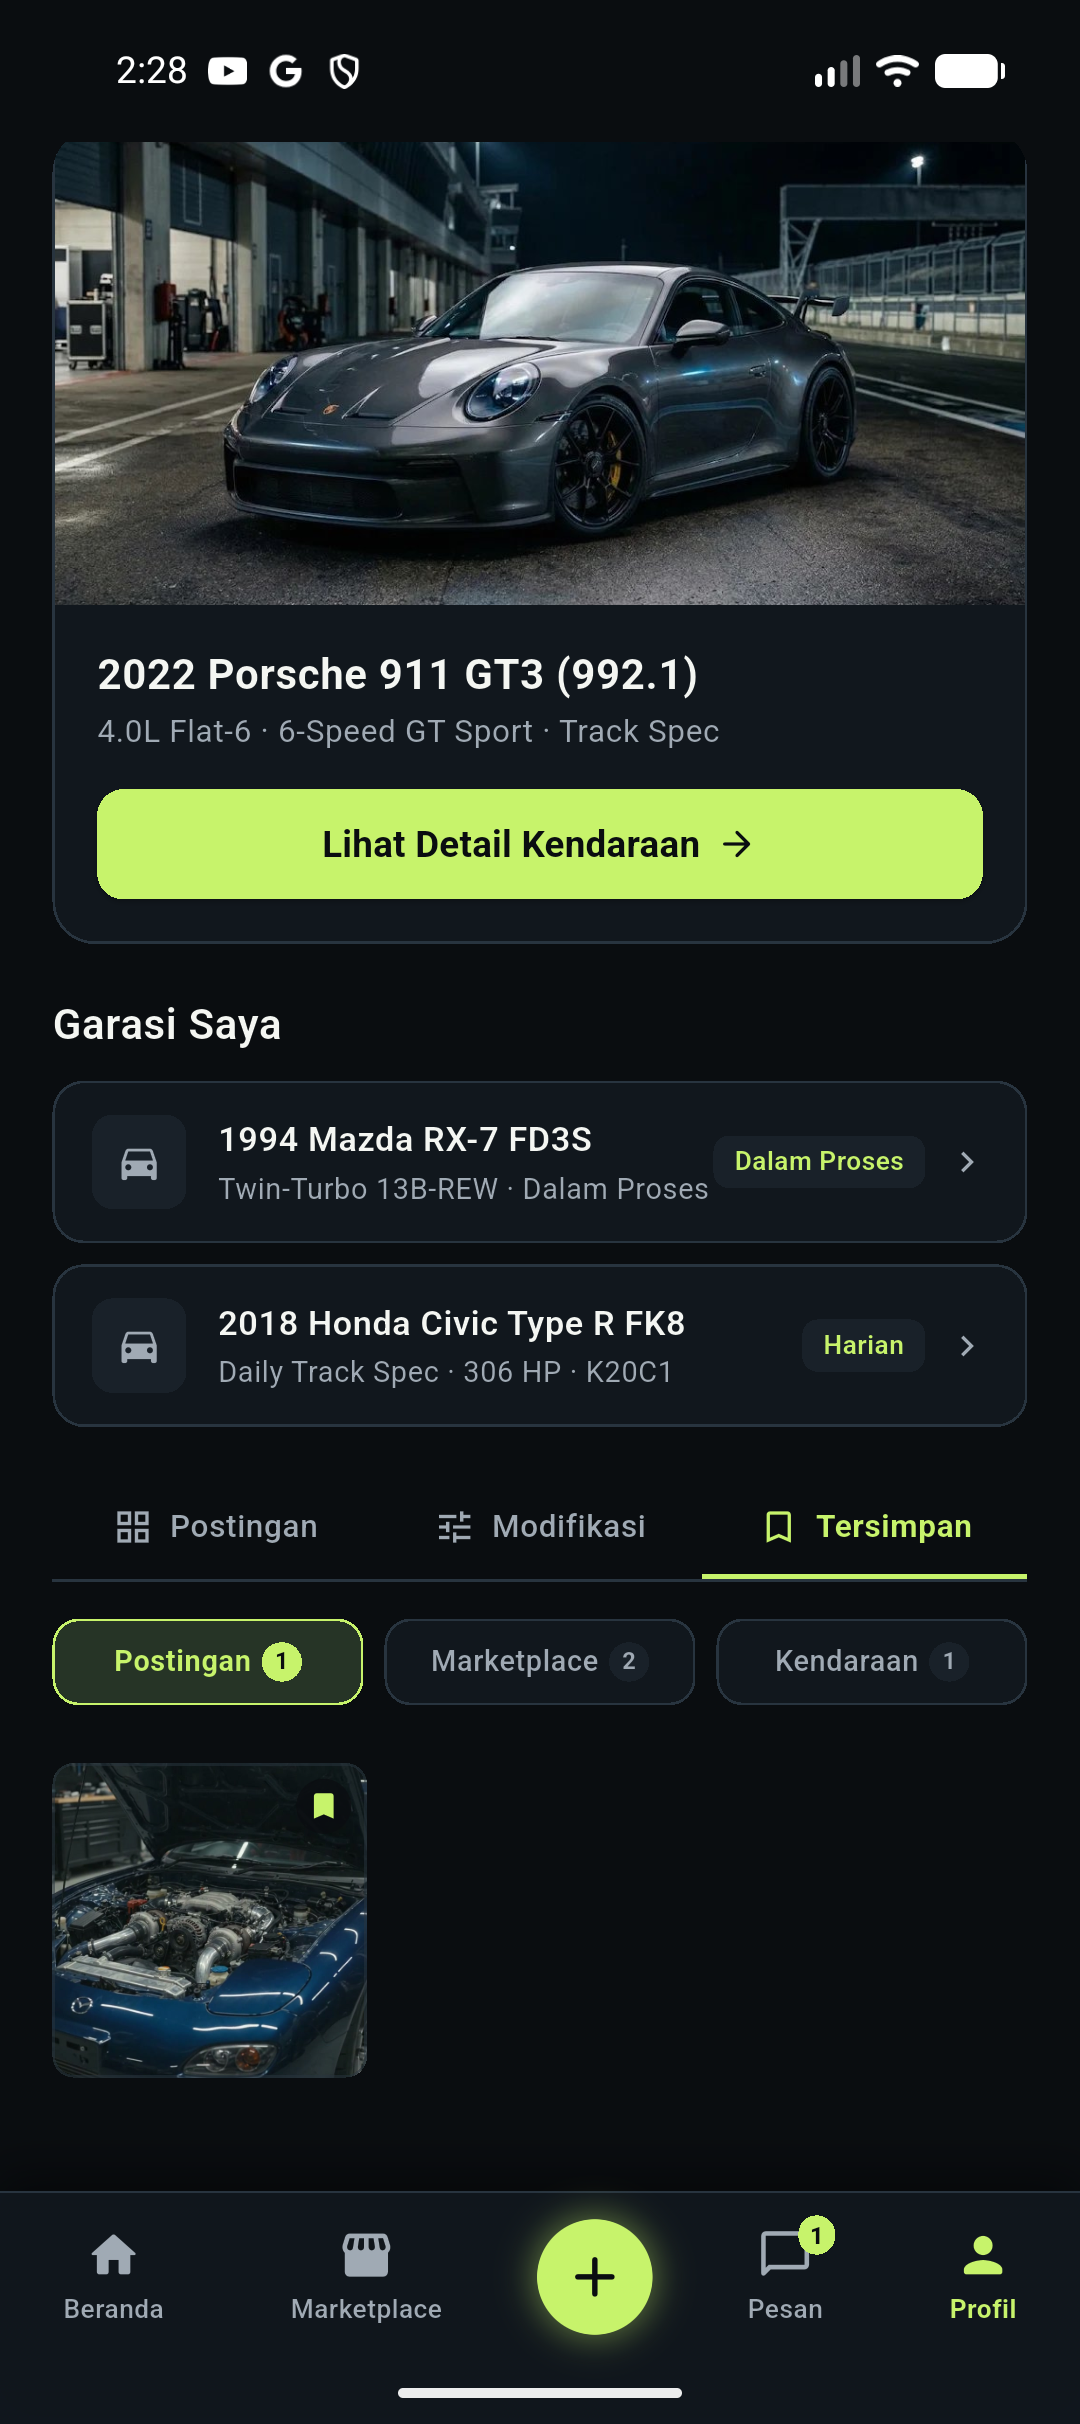 2:28
2022 Porsche 911 GT3 (992.1)
4.0L Flat-6 · 6-Speed GT Sport · Track Spec
Lihat Detail Kendaraan →
Garasi Saya
1994 Mazda RX-7 FD3S
Twin-Turbo 13B-REW · Dalam Proses
Dalam Proses
2018 Honda Civic Type R FK8
Daily Track Spec · 306 HP · K20C1
Harian
Postingan Modifikasi Tersimpan
Postingan 1 Marketplace 2 Kendaraan 1
1
Beranda Marketplace Pesan Profil